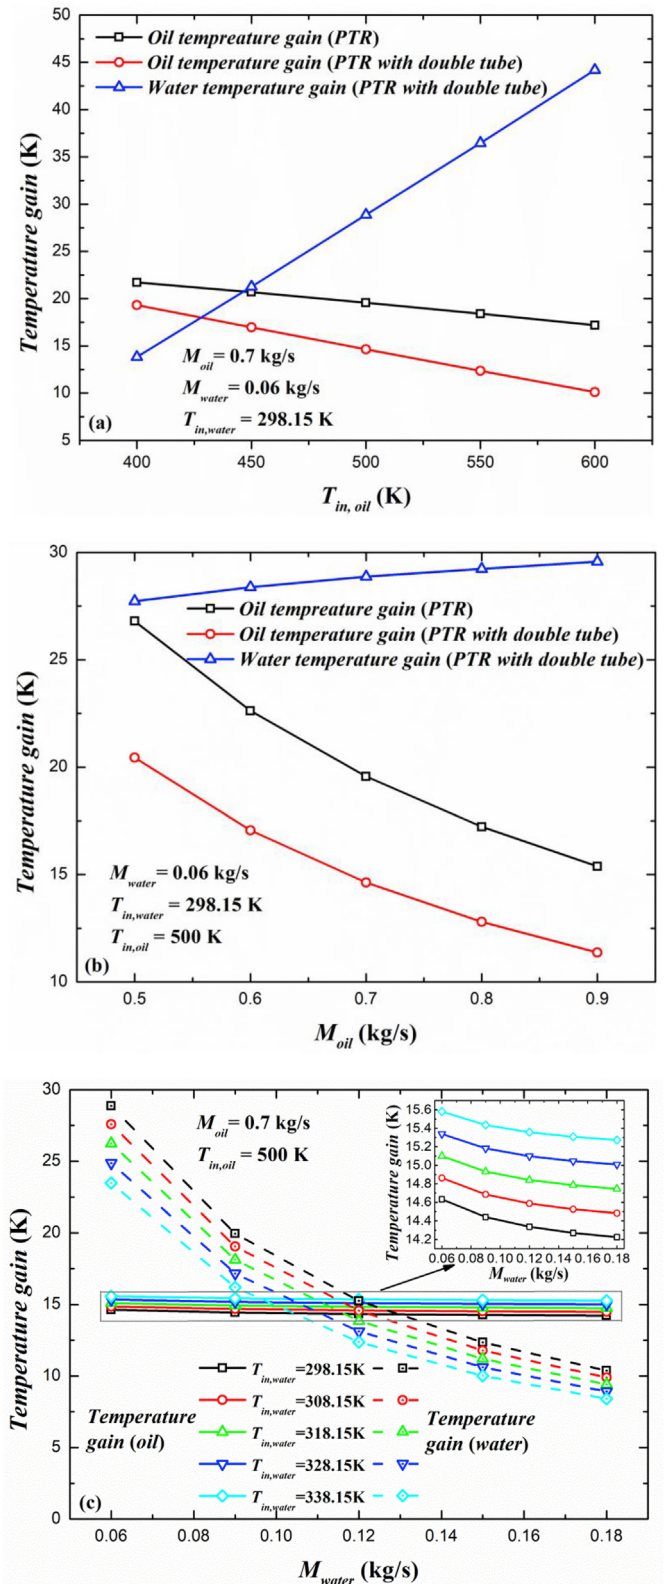 50
45
40
35
30
25
20
15
10
5
Temperature gain (K)
Oil tempreature gain (PTR)
Oil temperature gain (PTR with double tube)
Water temperature gain (PTR with double tube)
M_oil= 0.7 kg/s
M_water= 0.06 kg/s
T_in,water = 298.15 K
(a)
400 450 500 550 600
T_in, oil (K)
30
25
20
15
10
Temperature gain (K)
Oil tempreature gain (PTR)
Oil temperature gain (PTR with double tube)
Water temperature gain (PTR with double tube)
M_water= 0.06 kg/s
T_in,water = 298.15 K
T_in,oil = 500 K
(b)
0.5 0.6 0.7 0.8 0.9
M_oil (kg/s)
30
25
20
15
10
5
0
Temperature gain (K)
M_oil= 0.7 kg/s
T_in,oil = 500 K
15.6
15.4
15.2
15.0
14.8
14.6
14.4
14.2
Temperature gain (K)
0.06 0.08 0.10 0.12 0.14 0.16 0.18
M_water (kg/s)
T_in,water=298.15K
T_in,water=308.15K
T_in,water=318.15K
T_in,water=328.15K
T_in,water=338.15K
Temperature
gain (oil)
Temperature
gain (water)
(c)
0.06 0.08 0.10 0.12 0.14 0.16 0.18
M_water (kg/s)